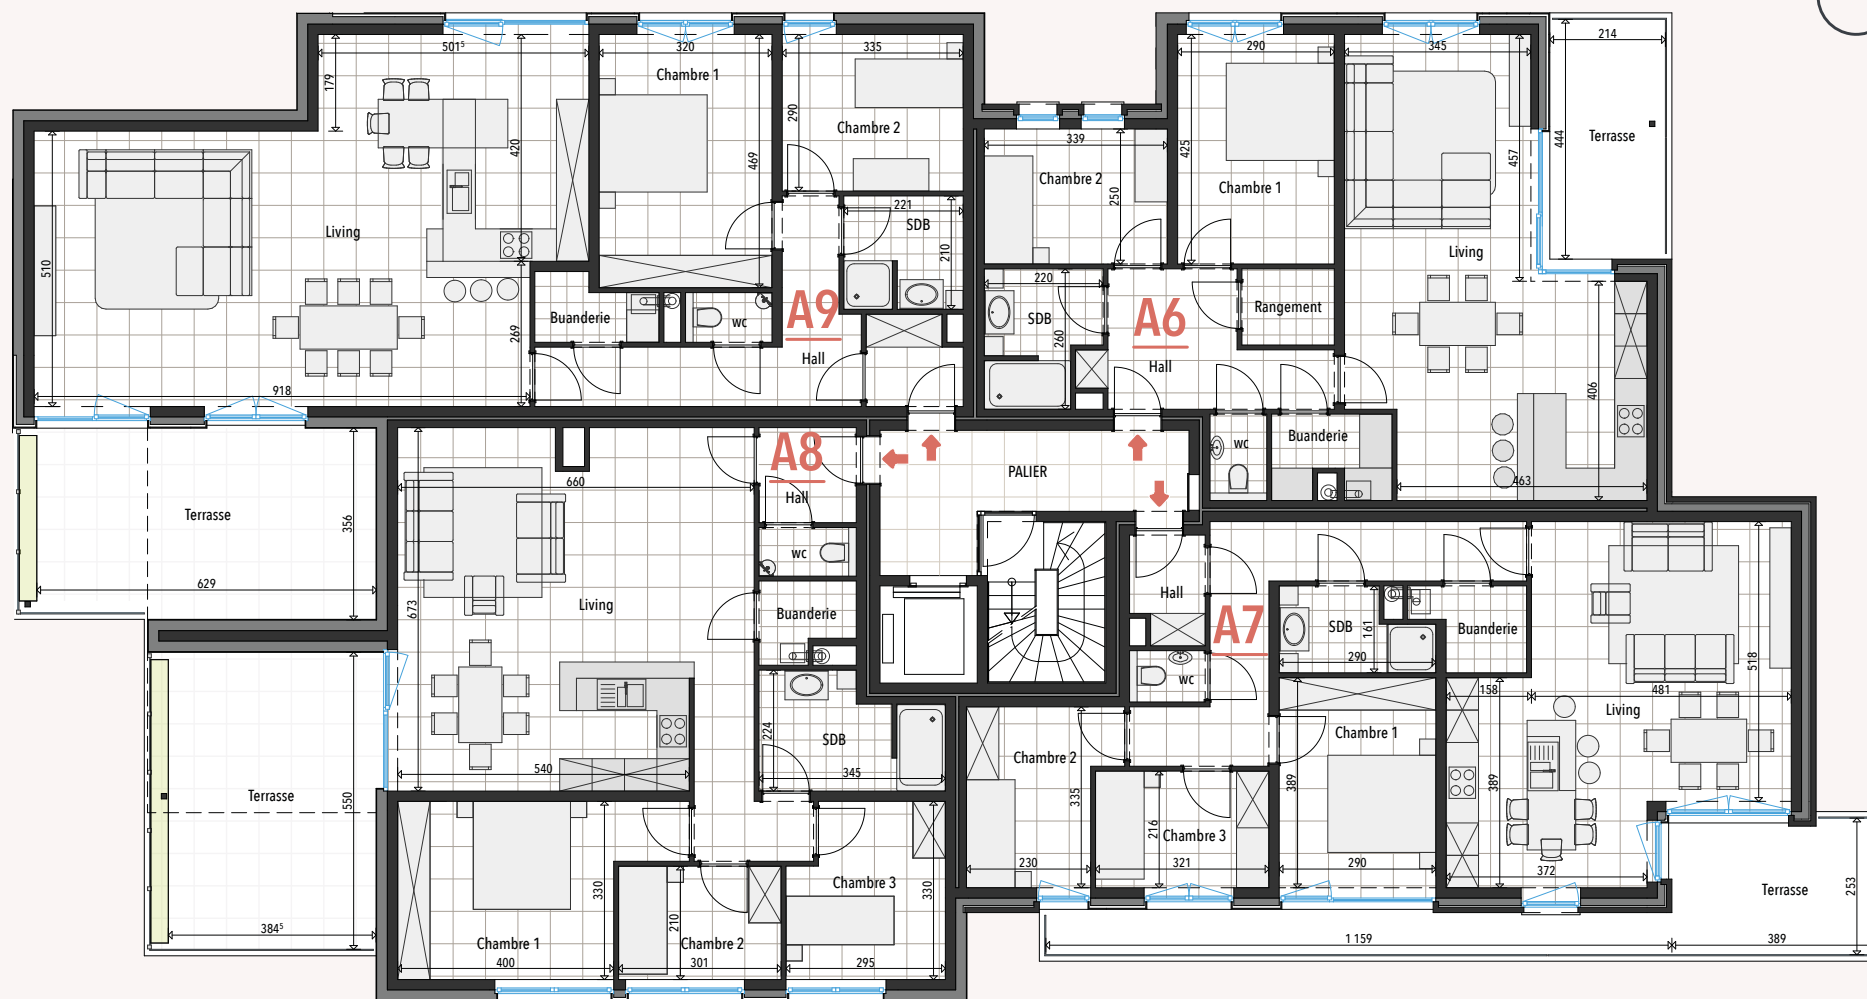 501⁵
320
335
290
345
214
179
Chambre 1
290
Chambre 2
420
469
339
425
457
444
Terrasse
Chambre 2
250
Chambre 1
Living
221
SDB
210
Living
510
220
SDB
260
Rangement
A9
A6
Buanderie
wc
269
Hall
Hall
918
406
A8
wc
Buanderie
660
Hall
PALIER
463
Terrasse
356
wc
629
673
Living
Buanderie
Hall
A7
SDB
161
Buanderie
290
518
wc
158
481
Living
224
SDB
Chambre 2
Chambre 1
540
345
335
389
389
Terrasse
550
216
Chambre 3
230
321
290
372
Terrasse
253
330
210
Chambre 3
330
384⁵
Chambre 1
Chambre 2
400
301
295
1 159
389